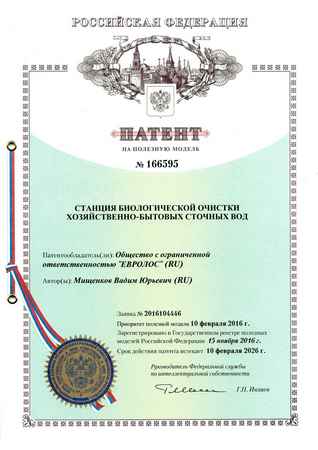 РОССИЙСКАЯ ФЕДЕРАЦИЯ
ПАТЕНТ
НА ПОЛЕЗНУЮ МОДЕЛЬ
№ 166595
СТАНЦИЯ БИОЛОГИЧЕСКОЙ ОЧИСТКИ
ХОЗЯЙСТВЕННО-БЫТОВЫХ СТОЧНЫХ ВОД
Патентообладатель(ли): Общество с ограниченной
ответственностью "ЕВРОЛОС" (RU)
Автор(ы): Мищенков Вадим Юрьевич (RU)
Заявка № 2016104446
Приоритет полезной модели 10 февраля 2016 г.
Зарегистрировано в Государственном реестре полезных
моделей Российской Федерации 15 ноября 2016 г.
Срок действия патента истекает 10 февраля 2026 г.
Руководитель Федеральной службы
по интеллектуальной собственности
Г.П. Ивлиев